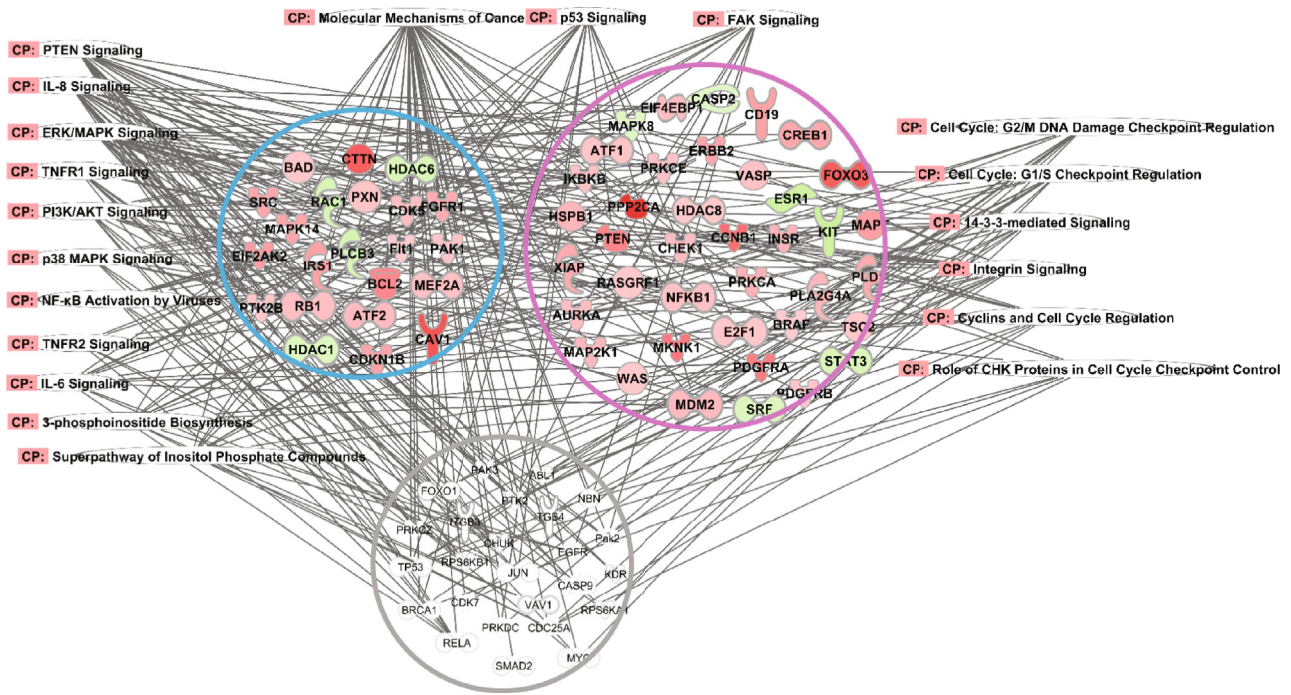 CP: Molecular Mechanisms of Cance
CP: p53 Signaling
CP: FAK Signaling
CP: PTEN Signaling
CP: IL-8 Signaling
CP: ERK/MAPK Signaling
CP: TNFR1 Signaling
CP: PI3K/AKT Signaling
CP: p38 MAPK Signaling
CP: NF-κB Activation by Viruses
CP: TNFR2 Signaling
CP: IL-6 Signaling
CP: 3-phosphoinositide Biosynthesis
CP: Superpathway of Inositol Phosphate Compounds
CP: Cell Cycle: G2/M DNA Damage Checkpoint Regulation
CP: Cell Cycle: G1/S Checkpoint Regulation
CP: 14-3-3-mediated Signaling
CP: Integrin Signaling
CP: Cyclins and Cell Cycle Regulation
CP: Role of CHK Proteins in Cell Cycle Checkpoint Control
BAD
CTTN
HDAC6
SRC
RAC1
PXN
CDK5
FGFR1
MAPK14
EIF2AK2
IRS1
PLCB3
Flt1
PAK1
BCL2
MEF2A
PTK2B
RB1
ATF2
CAV1
HDAC1
CDKN1B
EIF4EBP1
CASP2
CD19
MAPK8
CREB1
ATF1
ERBB2
IKBKB
PRKCE
VASP
FOXO3
ESR1
HSPB1
PPP2CA
HDAC8
KIT
MAP
PTEN
CHEK1
CCNB1
INSR
XIAP
RASGRF1
PRKCA
PLD
PLA2G4A
NFKB1
AURKA
E2F1
BRAF
TSC2
MAP2K1
MKNK1
PDGFRA
STAT3
WAS
PDGFRB
MDM2
SRF
PAK3
ABL1
FOXO1
PTK2
NBN
ITGB3
TGB4
PRKCZ
CHUK
Pak2
EGFR
TP53
RPS6KB1
JUN
KDR
CASP9
BRCA1
CDK7
VAV1
RPS6KA1
PRKDC
CDC25A
RELA
SMAD2
MYC